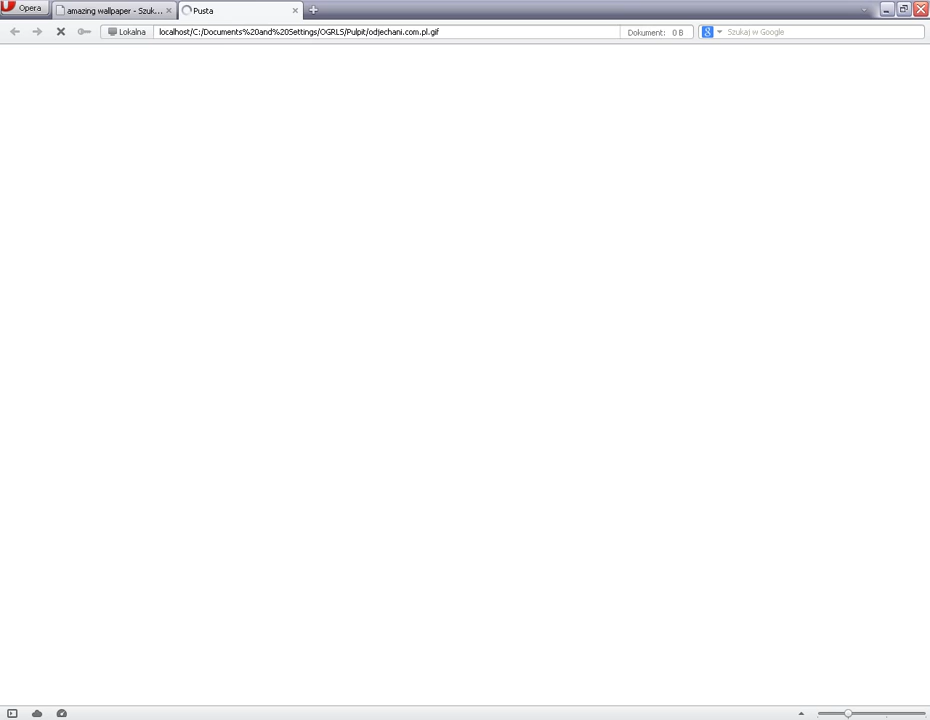 Opera
amazing wallpaper - Szuk...
Pusta
Lokalna
localhost/C:/Documents%20and%20Settings/OGRLS/Pulpit/odjechani.com.pl.gif
Dokument: 0 B
8 Szukaj w Google